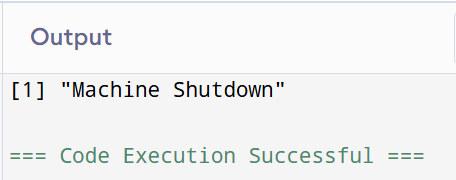 Output
[1] "Machine Shutdown"
=== Code Execution Successful ===